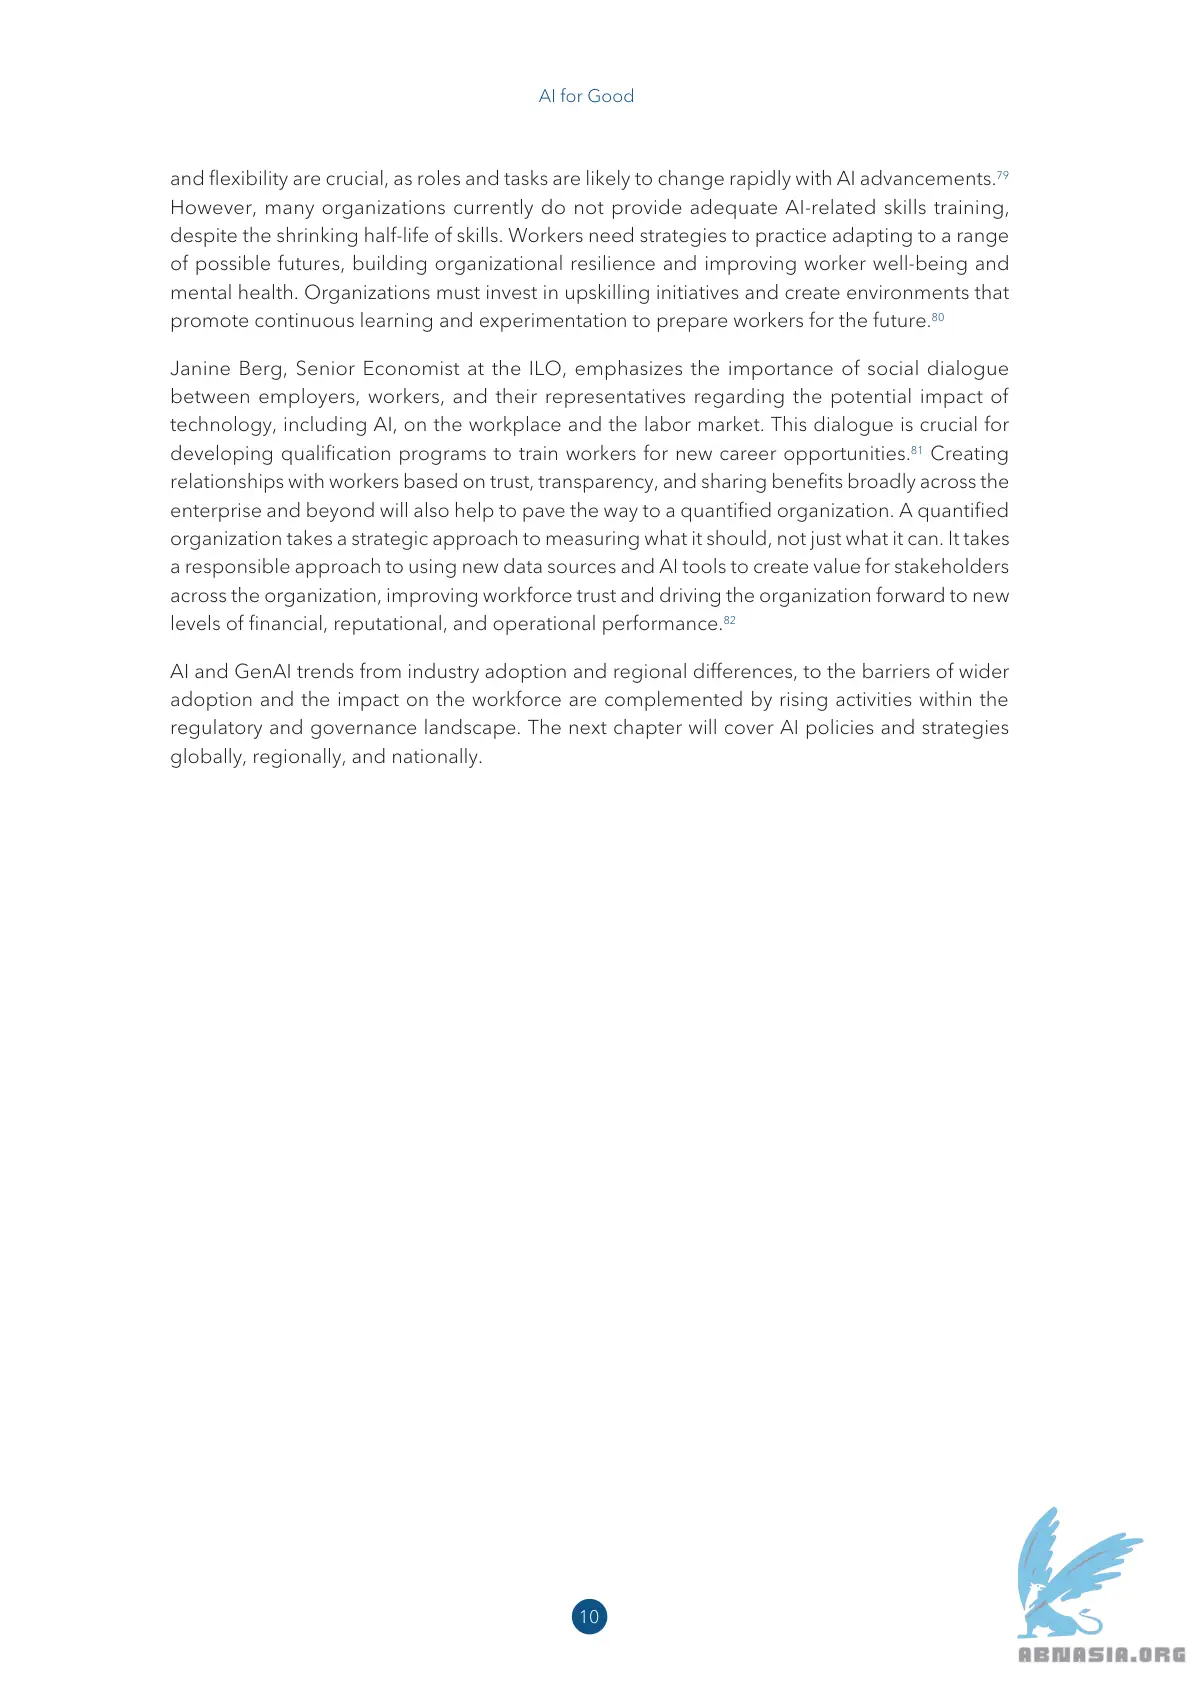 AI for Good
and flexibility are crucial, as roles and tasks are likely to change rapidly with AI advancements.79
However, many organizations currently do not provide adequate AI-related skills training,
despite the shrinking half-life of skills. Workers need strategies to practice adapting to a range
of possible futures, building organizational resilience and improving worker well-being and
mental health. Organizations must invest in upskilling initiatives and create environments that
promote continuous learning and experimentation to prepare workers for the future.80
Janine Berg, Senior Economist at the ILO, emphasizes the importance of social dialogue
between employers, workers, and their representatives regarding the potential impact of
technology, including AI, on the workplace and the labor market. This dialogue is crucial for
developing qualification programs to train workers for new career opportunities.81 Creating
relationships with workers based on trust, transparency, and sharing benefits broadly across the
enterprise and beyond will also help to pave the way to a quantified organization. A quantified
organization takes a strategic approach to measuring what it should, not just what it can. It takes
a responsible approach to using new data sources and AI tools to create value for stakeholders
across the organization, improving workforce trust and driving the organization forward to new
levels of financial, reputational, and operational performance.82
AI and GenAI trends from industry adoption and regional differences, to the barriers of wider
adoption and the impact on the workforce are complemented by rising activities within the
regulatory and governance landscape. The next chapter will cover AI policies and strategies
globally, regionally, and nationally.
10
ABNASIA.ORG